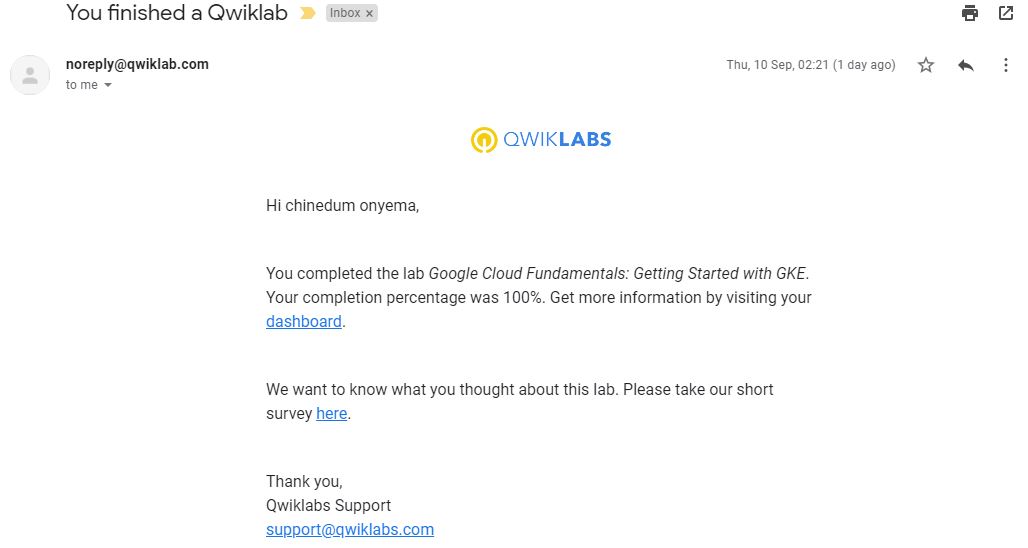 You finished a Qwiklab
Inbox ×
noreply@qwiklab.com
Thu, 10 Sep, 02:21 (1 day ago)
to me
QWIKLABS
Hi chinedum onyema,
You completed the lab Google Cloud Fundamentals: Getting Started with GKE.
Your completion percentage was 100%. Get more information by visiting your
dashboard.
We want to know what you thought about this lab. Please take our short
survey here.
Thank you,
Qwiklabs Support
support@qwiklabs.com